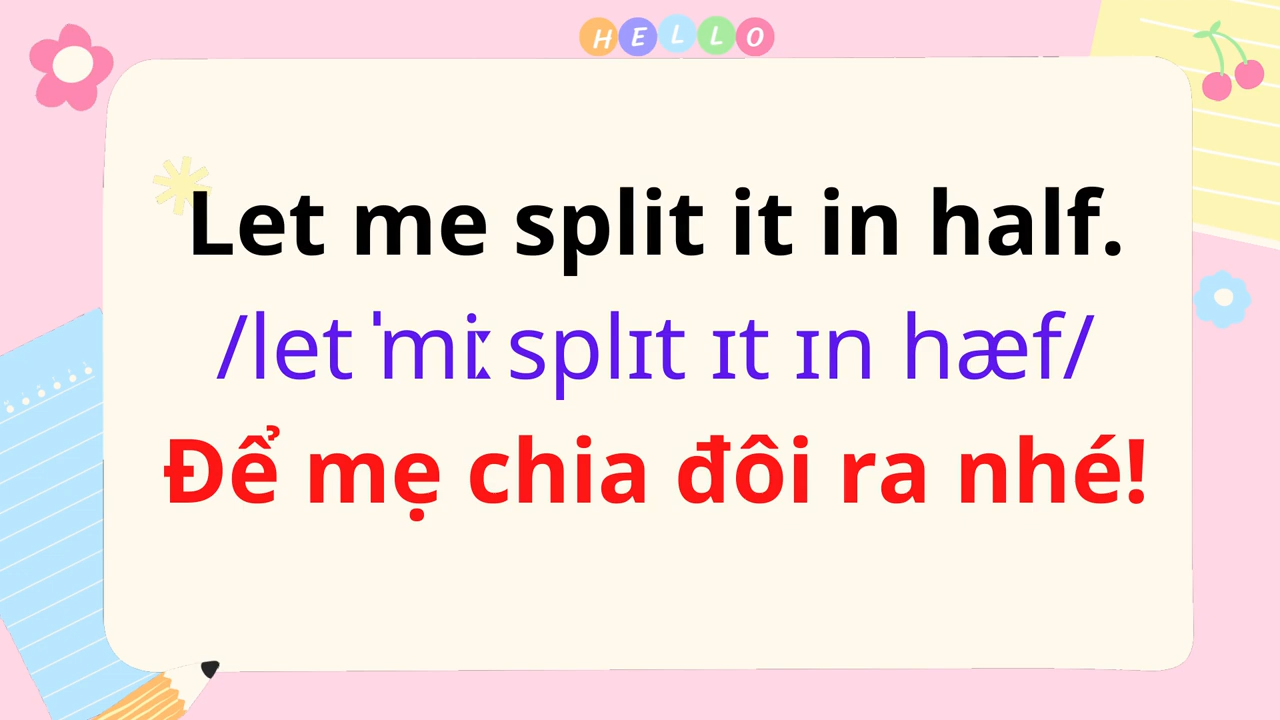 HELLO
Let me split it in half.
/let ˈmiː splɪt ɪt ɪn hæf/
Để mẹ chia đôi ra nhé!